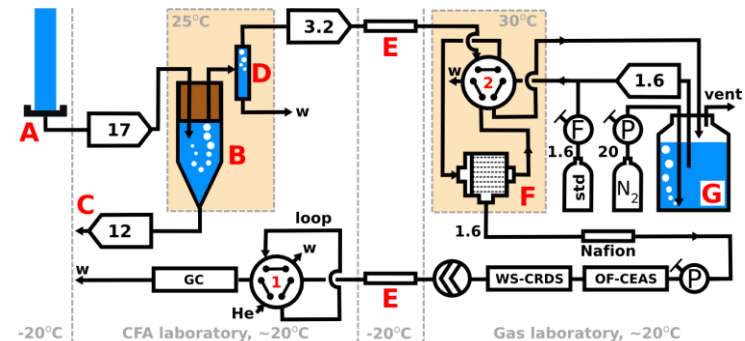 25°C
3.2
E
30°C
D
w
2
w
1.6
vent
17
A
B
F
P
1.6
20
std
N2
F
G
C
12
1.6
loop
Nafion
w
w
GC
1
He
E
WS-CRDS
OF-CEAS
P
-20°C
CFA laboratory, ~20°C
-20°C
Gas laboratory, ~20°C